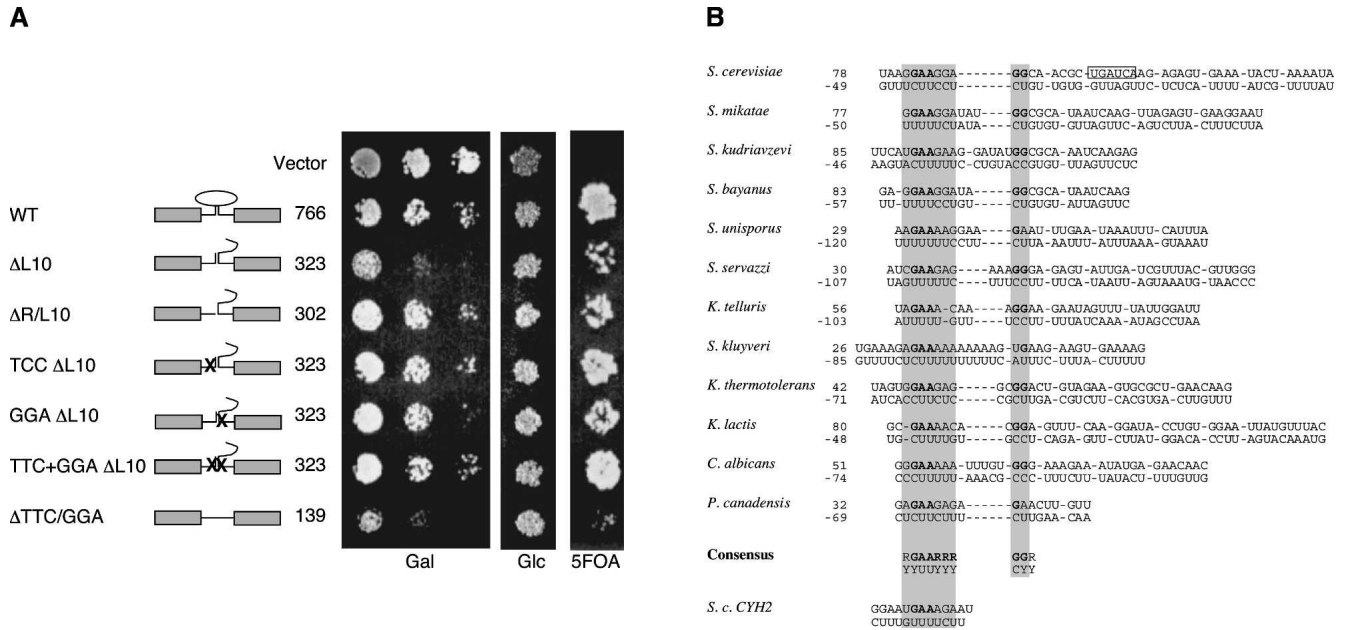 A
Vector
WT 766
ΔL10 323
ΔR/L10 302
TCC ΔL10 323
GGA ΔL10 323
TTC+GGA ΔL10 323
ΔTTC/GGA 139
X
X
XX
Gal Glc 5FOA
B
S. cerevisiae 78 UAAGGAAGGA-------GGCA-ACGC-UGAUCAAG-AGAGU-GAAA-UACU-AAAAUA
-49 GUUUCUUCCU------CUGU-UGUG-GUUAGUUC-UCUCA-UUUU-AUCG-UUUUAU
S. mikatae 77 GGAAGGAUAU----GGCGCA-UAAUCAAG-UUAGAGU-GAAGGAAU
-50 UUUUUCUAUA----CUGUGU-GUUAGUUC-AGUCUUA-CUUUCUUA
S. kudriavzevi 85 UUCAUGAAGAAG-GGAUAUGGCGCA-AAUCAAGAG
-46 AAGUACUUUUUC-CUGUACCGUGU-UUAGUUCUC
S. bayanus 83 GA-GGAAGGAUA-----GGCGCA-UAAUCAAG
-57 UU-UUUUCCUGU-----CUGUGU-AUUAGUUC
S. unisporus 29 AAGAAAAGGAA----GAAU-UUGAA-UAAAUUU-CAUUUA
-120 UUUUUUUCCUU----CUUA-AAUUU-AUUUAAA-GUAAAU
S. servazzi 30 AUCGAAGAG---AAAGGGA-GAGU-AUUGA-UCGUUUAC-GUUGGG
-107 UAGUUUUUC---UUUCCUU-UUCA-UAAUU-AGUAAAUG-UAACCC
K. telluris 56 UAGAAA-CAA---AGGAA-GAAUAGUUU-UAUUGGAUU
-103 AUUUUU-GUU---UCCUU-UUUAUCAAA-AUAGCCUAA
S. kluyveri 26 UGAAAGAGAAAAAAAAAAAG-UGAAG-AAGU-GAAAAG
-85 GUUUUCUCUUUUUUUUUUUC-AUUUC-UUUA-CUUUUU
K. thermotolerans 42 UAGUGGAAGAG----GCGGACU-GUAGAA-GUGCGCU-GAACAAG
-71 AUCACCUUCUC----CGCUUGA-CGUCUU-CACGUGA-CUUGUUU
K. lactis 80 GC-GAAAACA-----CGGAGUUU-CAA-GGAUA-CCUGU-GGAA-UUAUGUUUAC
-48 UG-CUUUUGU-----GCCU-CAGA-GUU-CUUAU-GGACA-CCUU-AGUACAAAUG
C. albicans 51 GGGAAAAA-UUUGU-GGG-AAAGAA-AUAUGA-GAACAAC
-74 CCCUUUUU-AAACG-CCC-UUUCUU-UAUACU-UUUGUUG
P. canadensis 32 GAGAAGAGA------GAACUU-GUU
-69 CUCUUCUUU------CUUGAA-CAA
Consensus RGAARRR GGR
YYUUYYY CYY
S. c. CYH2 GGAAUGAAAGAAU
CUUUGUUUUCUU